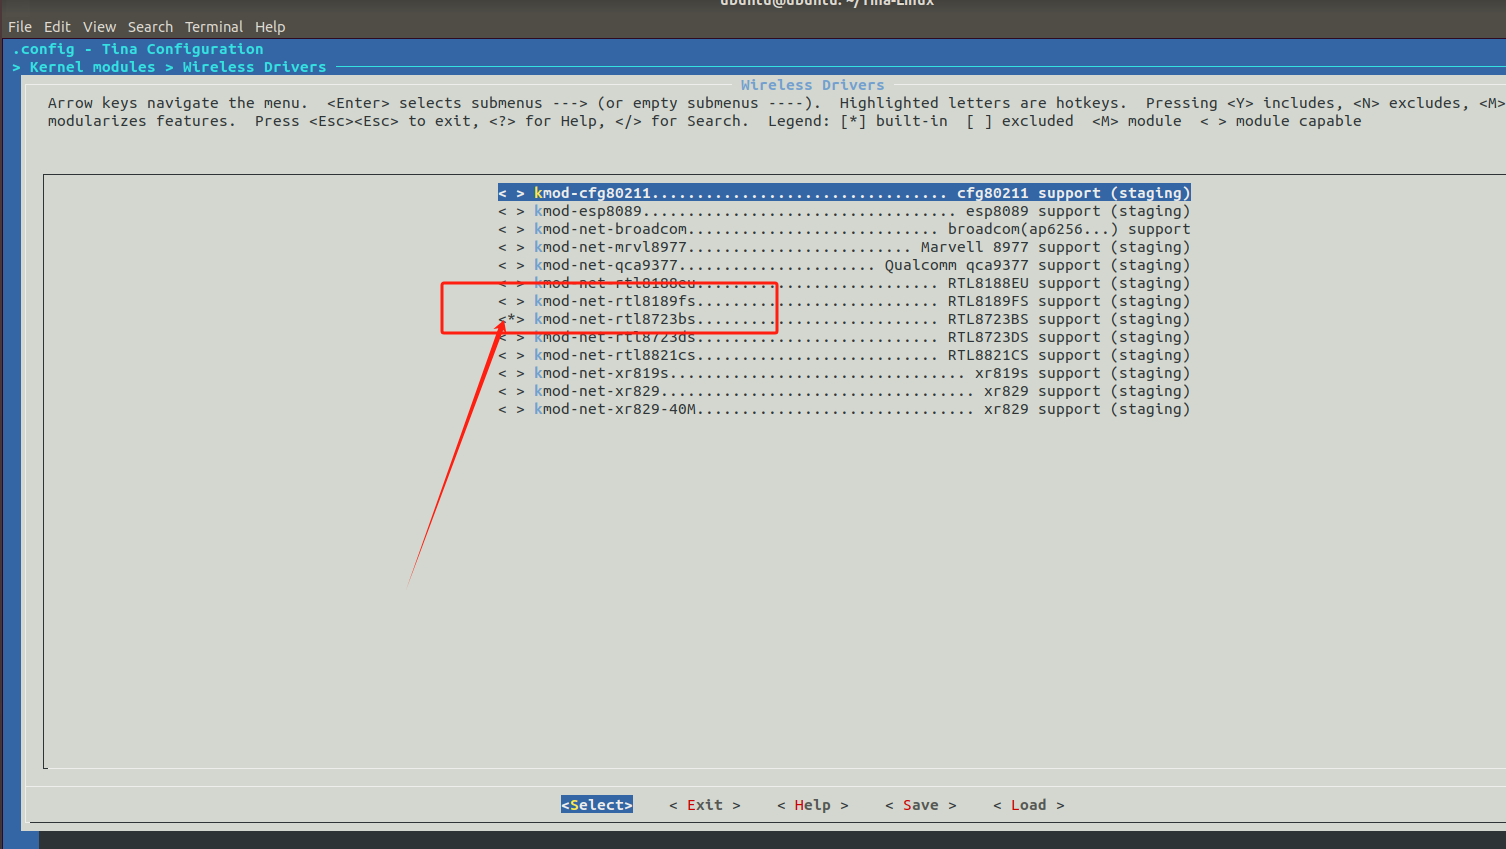 ubuntu@ubuntu: ~/Tina-Linux
File Edit View Search Terminal Help
.config - Tina Configuration
> Kernel modules > Wireless Drivers
Wireless Drivers
Arrow keys navigate the menu.  <Enter> selects submenus ---> (or empty submenus ----).  Highlighted letters are hotkeys.  Pressing <Y> includes, <N> excludes, <M>
modularizes features.  Press <Esc><Esc> to exit, <?> for Help, </> for Search.  Legend: [*] built-in  [ ] excluded  <M> module  < > module capable
< > kmod-cfg80211................................. cfg80211 support (staging)
< > kmod-esp8089................................... esp8089 support (staging)
< > kmod-net-broadcom............................ broadcom(ap6256...) support
< > kmod-net-mrvl8977......................... Marvell 8977 support (staging)
< > kmod-net-qca9377...................... Qualcomm qca9377 support (staging)
< > kmod-net-rtl8188eu........................... RTL8188EU support (staging)
< > kmod-net-rtl8189fs........................... RTL8189FS support (staging)
<*> kmod-net-rtl8723bs........................... RTL8723BS support (staging)
< > kmod-net-rtl8723ds........................... RTL8723DS support (staging)
< > kmod-net-rtl8821cs........................... RTL8821CS support (staging)
< > kmod-net-xr819s................................. xr819s support (staging)
< > kmod-net-xr829................................... xr829 support (staging)
< > kmod-net-xr829-40M............................... xr829 support (staging)
<Select>    < Exit >    < Help >    < Save >    < Load >